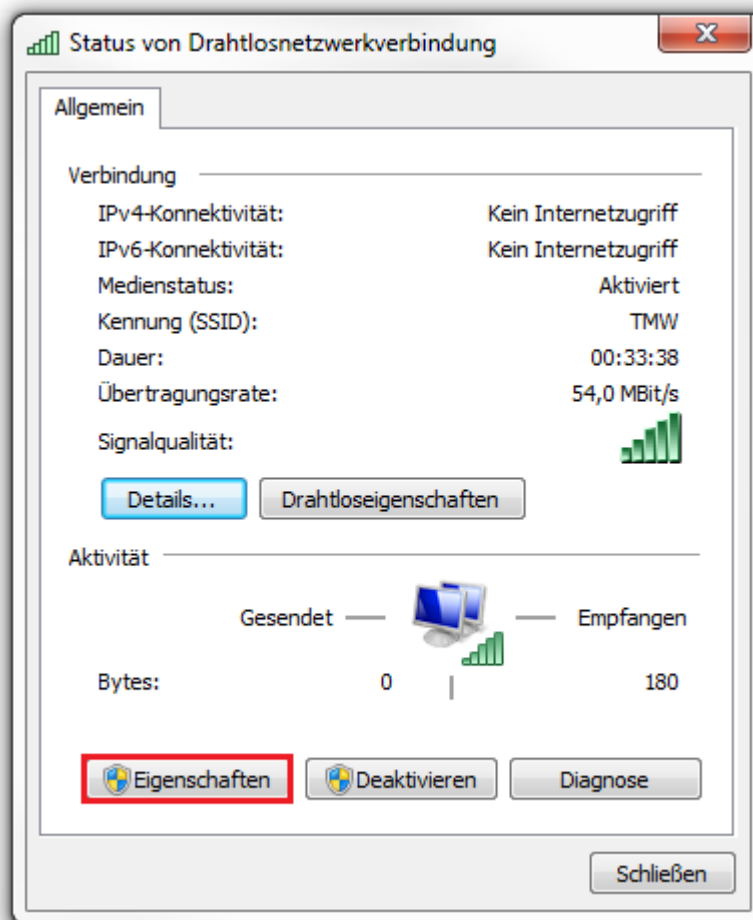 Status von Drahtlosnetzwerkverbindung
Allgemein
Verbindung
IPv4-Konnektivität: Kein Internetzugriff
IPv6-Konnektivität: Kein Internetzugriff
Medienstatus: Aktiviert
Kennung (SSID): TMW
Dauer: 00:33:38
Übertragungsrate: 54,0 MBit/s
Signalqualität:
Details... Drahtloseigenschaften
Aktivität
Gesendet Empfangen
Bytes: 0 180
Eigenschaften Deaktivieren Diagnose
Schließen